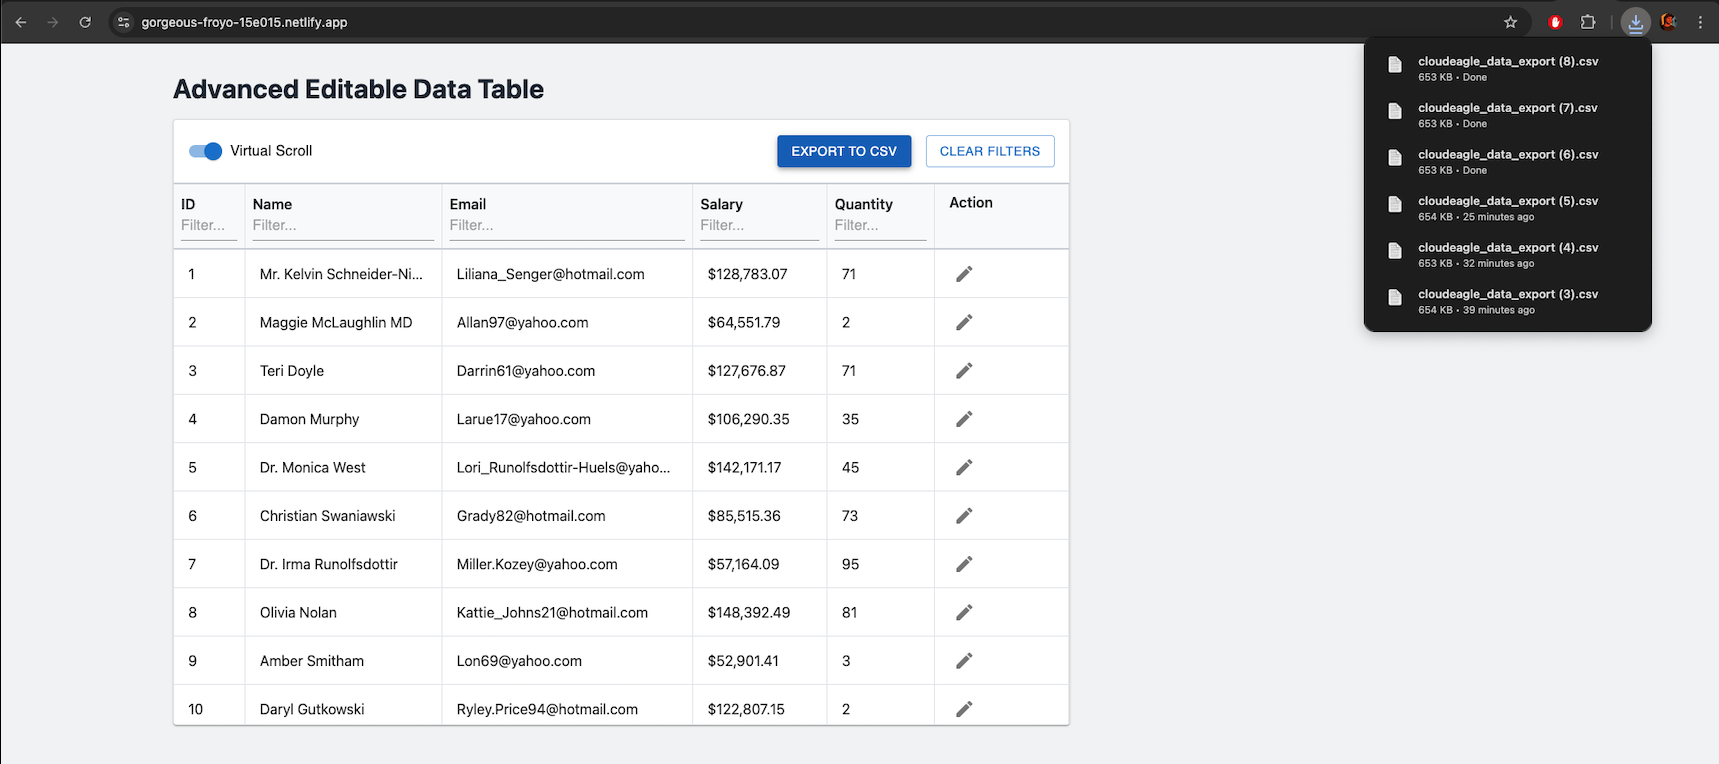 gorgeous-froyo-15e015.netlify.app
cloudeagle_data_export (8).csv
653 KB • Done
cloudeagle_data_export (7).csv
653 KB • Done
cloudeagle_data_export (6).csv
653 KB • Done
cloudeagle_data_export (5).csv
654 KB • 25 minutes ago
cloudeagle_data_export (4).csv
653 KB • 32 minutes ago
cloudeagle_data_export (3).csv
654 KB • 39 minutes ago
Advanced Editable Data Table
Virtual Scroll EXPORT TO CSV CLEAR FILTERS
ID Name Email Salary Quantity Action
Filter... Filter... Filter... Filter... Filter...
1 Mr. Kelvin Schneider-Ni... Liliana_Senger@hotmail.com $128,783.07 71
2 Maggie McLaughlin MD Allan97@yahoo.com $64,551.79 2
3 Teri Doyle Darrin61@yahoo.com $127,676.87 71
4 Damon Murphy Larue17@yahoo.com $106,290.35 35
5 Dr. Monica West Lori_Runolfsdottir-Huels@yaho... $142,171.17 45
6 Christian Swaniawski Grady82@hotmail.com $85,515.36 73
7 Dr. Irma Runolfsdottir Miller.Kozey@yahoo.com $57,164.09 95
8 Olivia Nolan Kattie_Johns21@hotmail.com $148,392.49 81
9 Amber Smitham Lon69@yahoo.com $52,901.41 3
10 Daryl Gutkowski Ryley.Price94@hotmail.com $122,807.15 2